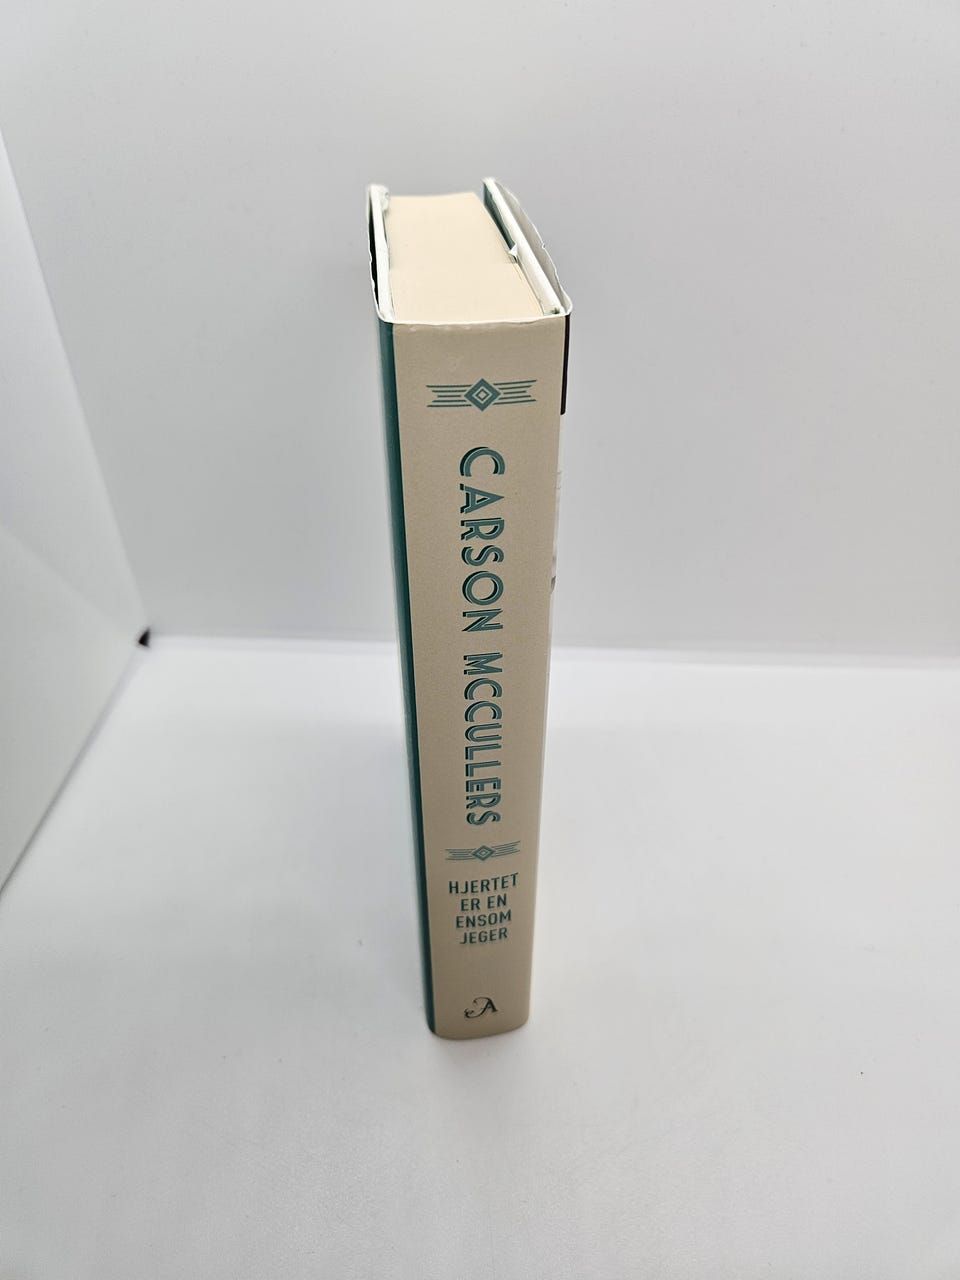 CARSON MCCULLERS
HJERTET
ER EN
ENSOM
JEGER
A